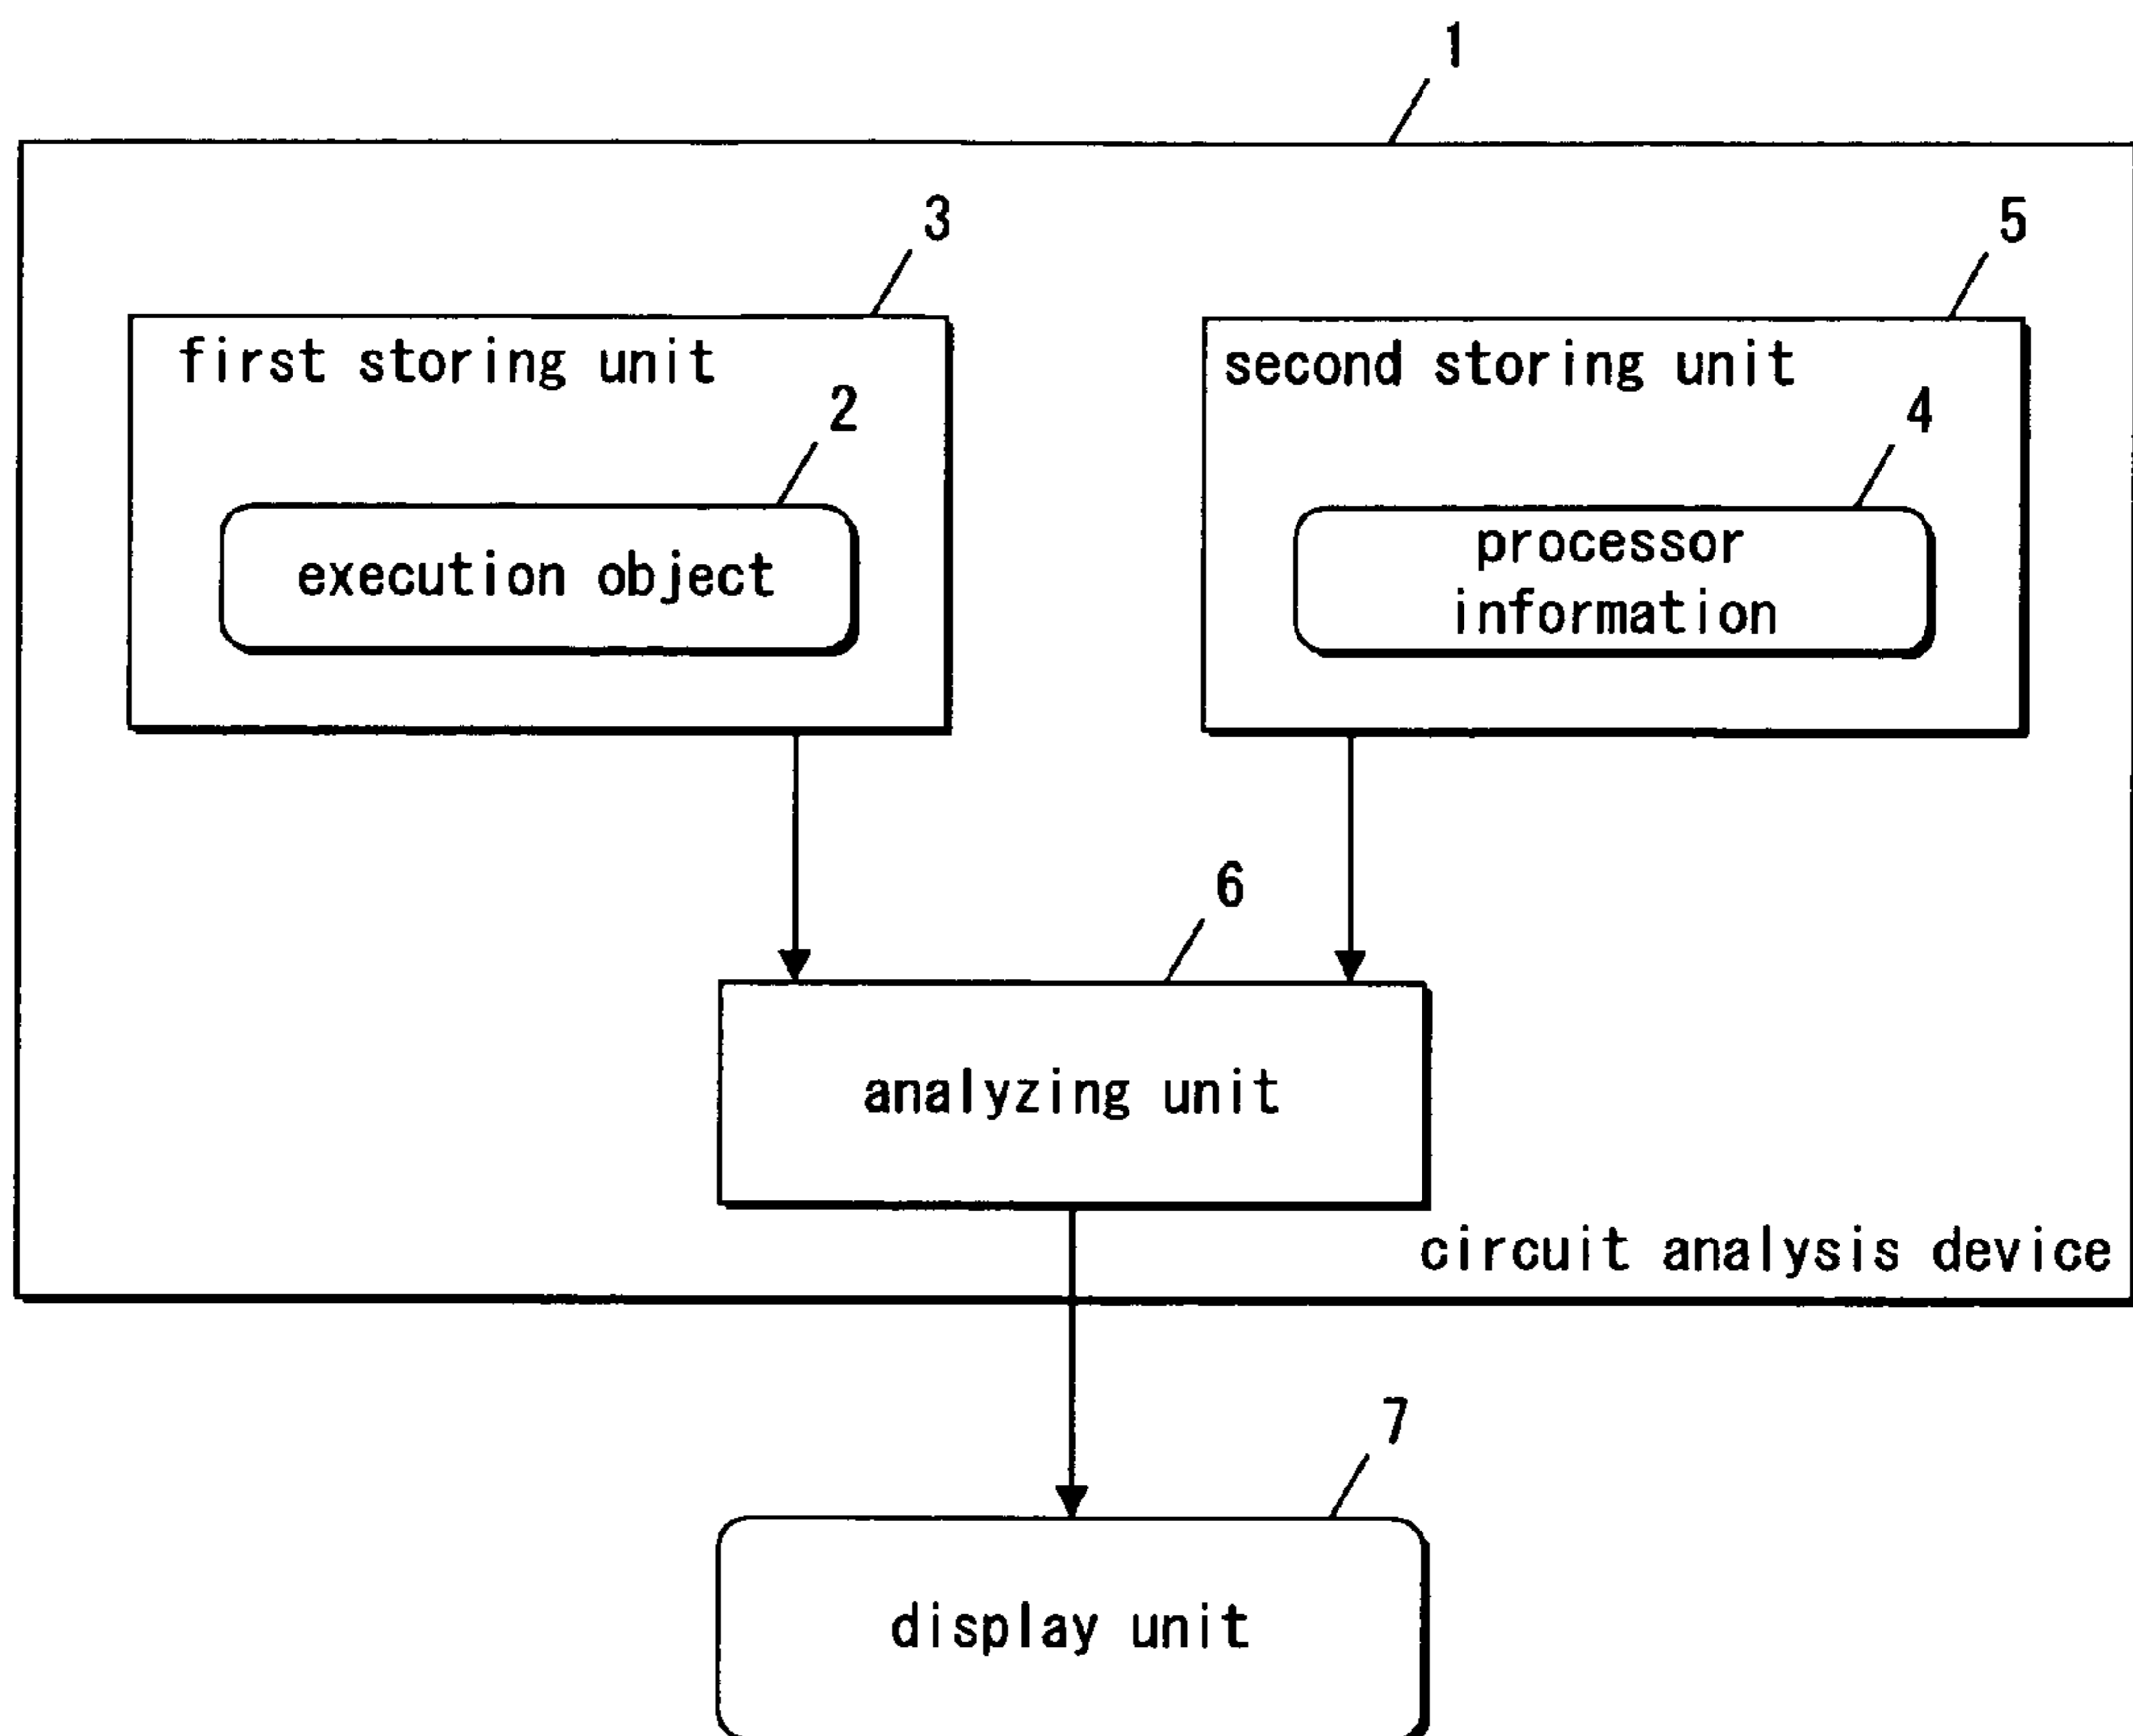 1
3
5
first storing unit
second storing unit
2
4
execution object
processor
information
6
analyzing unit
circuit analysis device
7
display unit